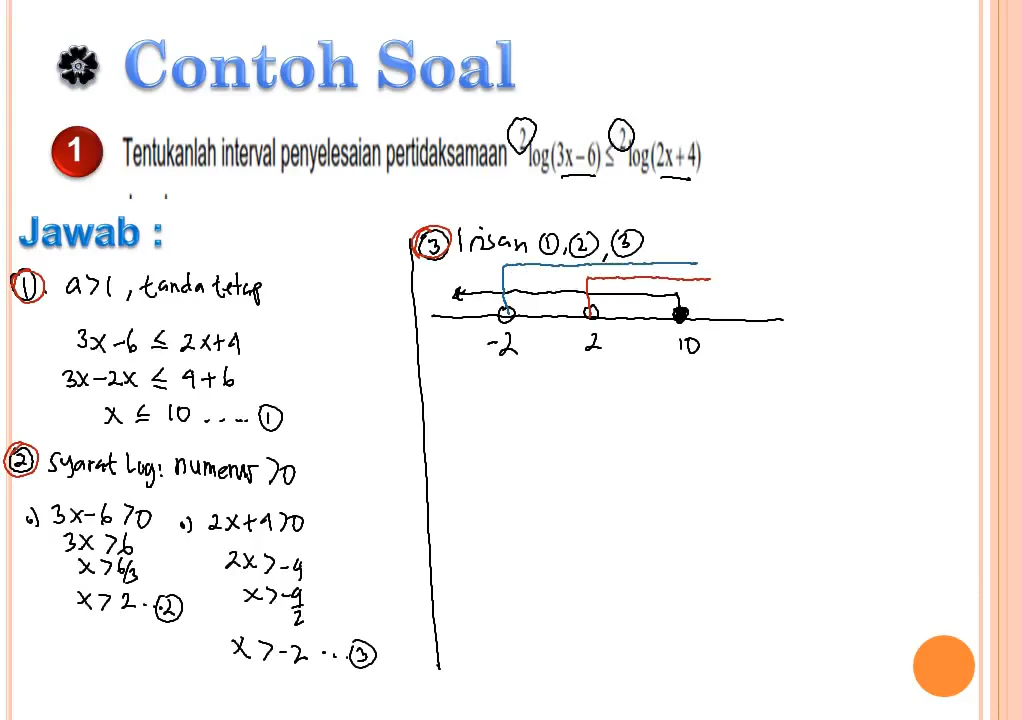 Contoh Soal
1 Tentukanlah interval penyelesaian pertidaksamaan ²log(3x – 6) ≤ ²log(2x + 4)
Jawab :
① . a > 1 , tanda tetap
3x – 6 ≤ 2x + 4
3x – 2x ≤ 4 + 6
x ≤ 10 ..... ①
② Syarat Log : numerus > 0
•) 3x – 6 > 0
3x > 6
x > 6/3
x > 2 ... ②
•) 2x + 4 > 0
2x > -4
x > -4/2
x > -2 ... ③
③ Irisan ①, ②, ③
-2 2 10